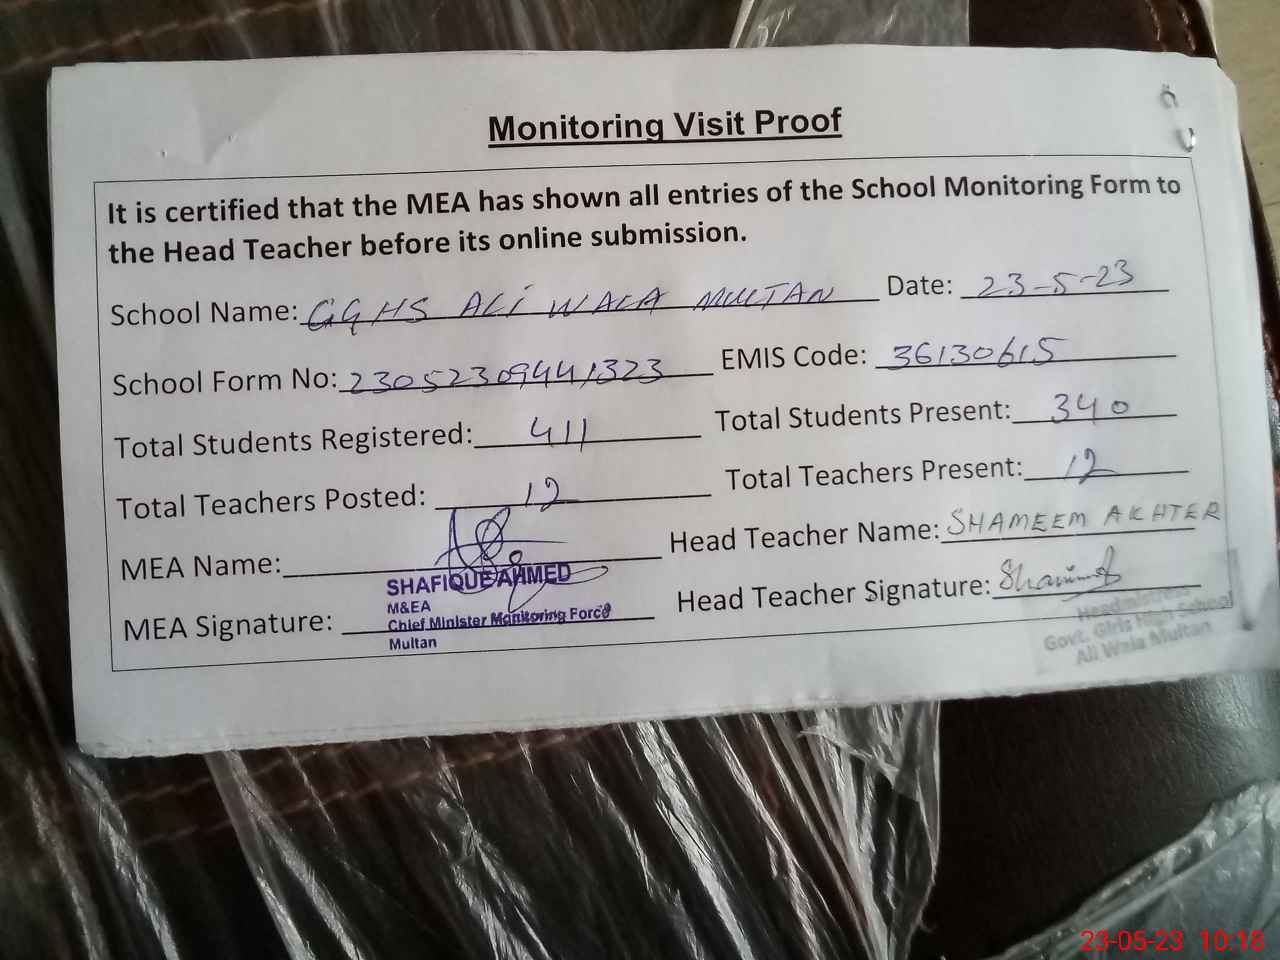 Monitoring Visit Proof
It is certified that the MEA has shown all entries of the School Monitoring Form to
the Head Teacher before its online submission.
School Name: GGHS ALI WALA MULTAN Date: 23-5-23
School Form No: 23052309441323 EMIS Code: 36130615
Total Students Registered: 411 Total Students Present: 340
Total Teachers Posted: 12 Total Teachers Present: 12
MEA Name: Head Teacher Name: SHAMEEM AKHTER
SHAFIQUE AHMED
M&EA
MEA Signature: Head Teacher Signature:
Chief Minister Monitoring Force
Multan
Headmistress
Govt. Girls High School
Ali Wala Multan
23-05-23 10:18